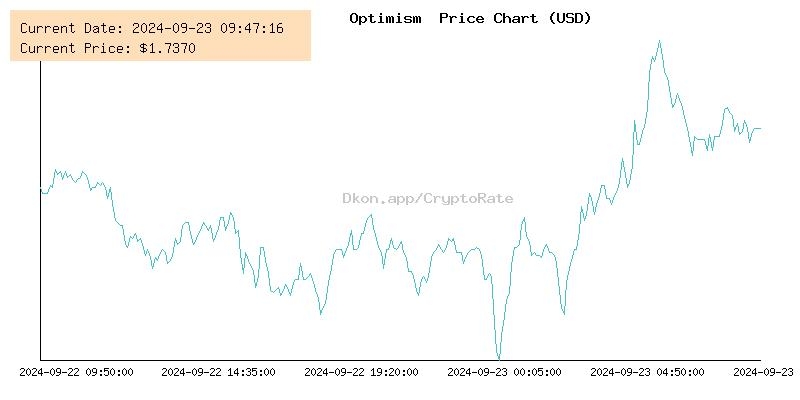 Optimism  Price Chart (USD)
Current Date: 2024-09-23 09:47:16
Current Price: $1.7370
Dkon.app/CryptoRate
2024-09-22 09:50:00 2024-09-22 14:35:00 2024-09-22 19:20:00 2024-09-23 00:05:00 2024-09-23 04:50:00 2024-09-23